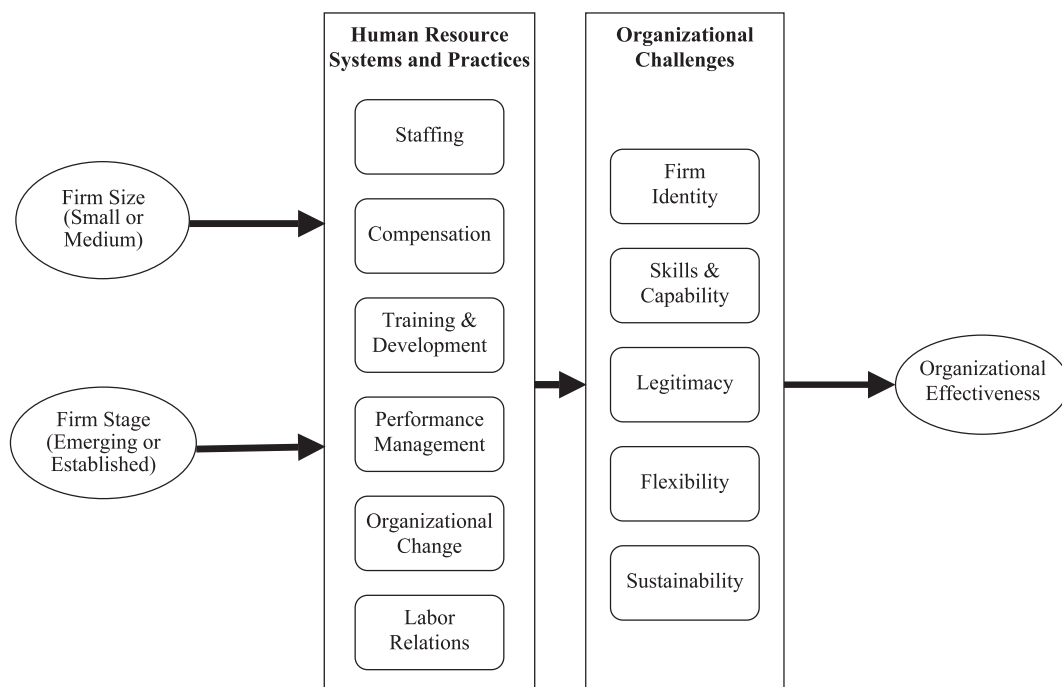 Human Resource
Systems and Practices
Organizational
Challenges
Firm Size
(Small or
Medium)
Firm Stage
(Emerging or
Established)
Staffing
Compensation
Training &
Development
Performance
Management
Organizational
Change
Labor
Relations
Firm
Identity
Skills &
Capability
Legitimacy
Flexibility
Sustainability
Organizational
Effectiveness